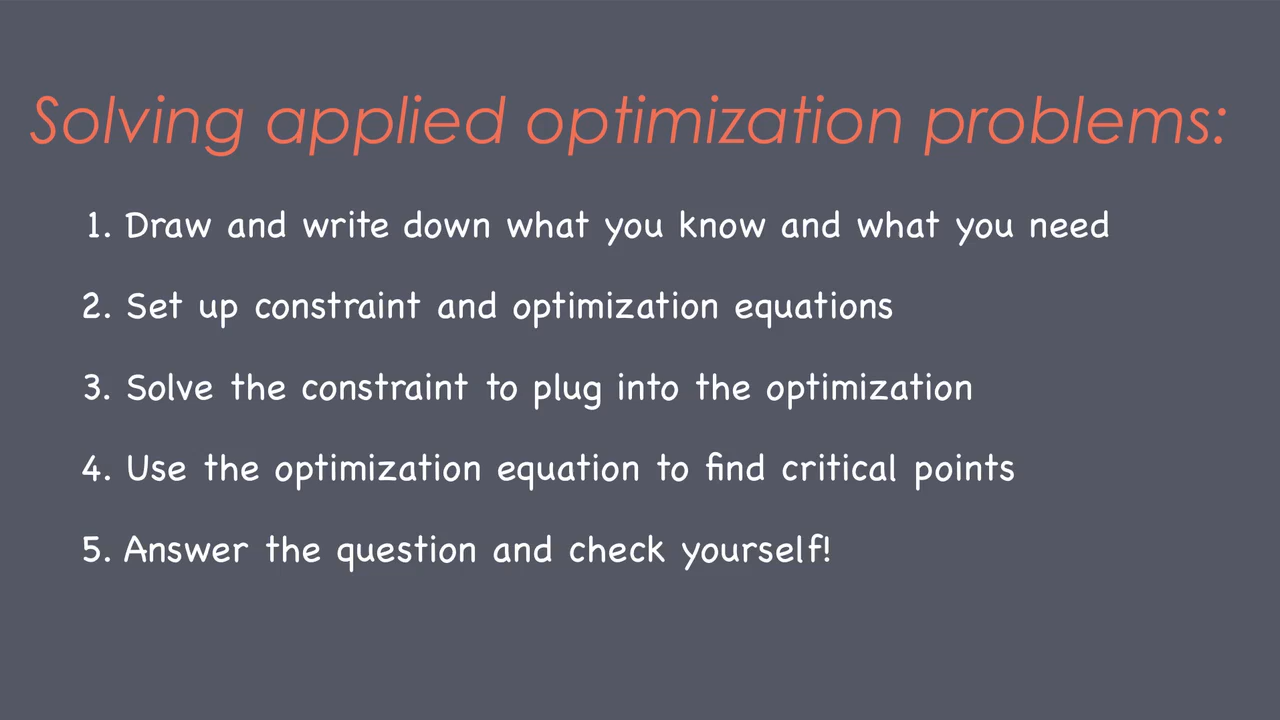 Solving applied optimization problems:
1. Draw and write down what you know and what you need
2. Set up constraint and optimization equations
3. Solve the constraint to plug into the optimization
4. Use the optimization equation to find critical points
5. Answer the question and check yourself!